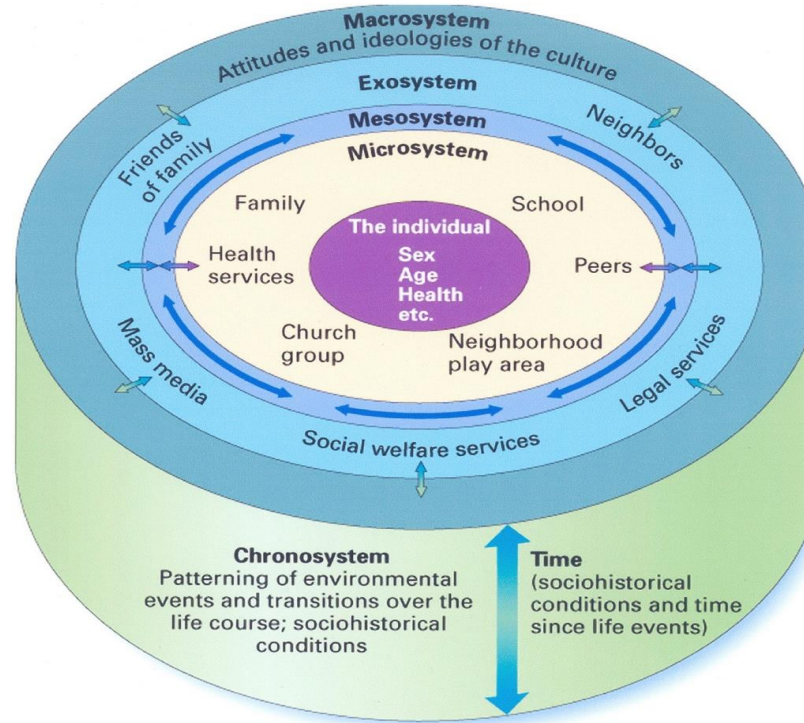 Macrosystem
Attitudes and ideologies of the culture
Exosystem
Mesosystem
Microsystem
Friends
of family
Neighbors
Family
School
The individual
Sex
Age
Health
etc.
Health
services
Peers
Church
group
Neighborhood
play area
Mass media
Legal services
Social welfare services
Chronosystem
Patterning of environmental
events and transitions over the
life course; sociohistorical
conditions
Time
(sociohistorical
conditions and time
since life events)